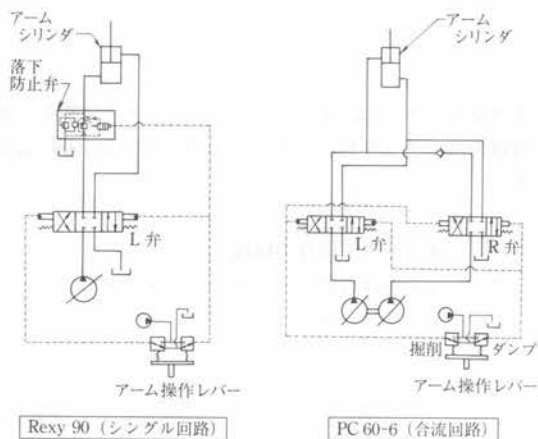 アーム
シリンダ
落下
防止弁
L 弁
アーム操作レバー
Rexy 90（シングル回路）
アーム
シリンダ
L 弁
R 弁
掘削
ダンプ
アーム操作レバー
PC 60-6（合流回路）